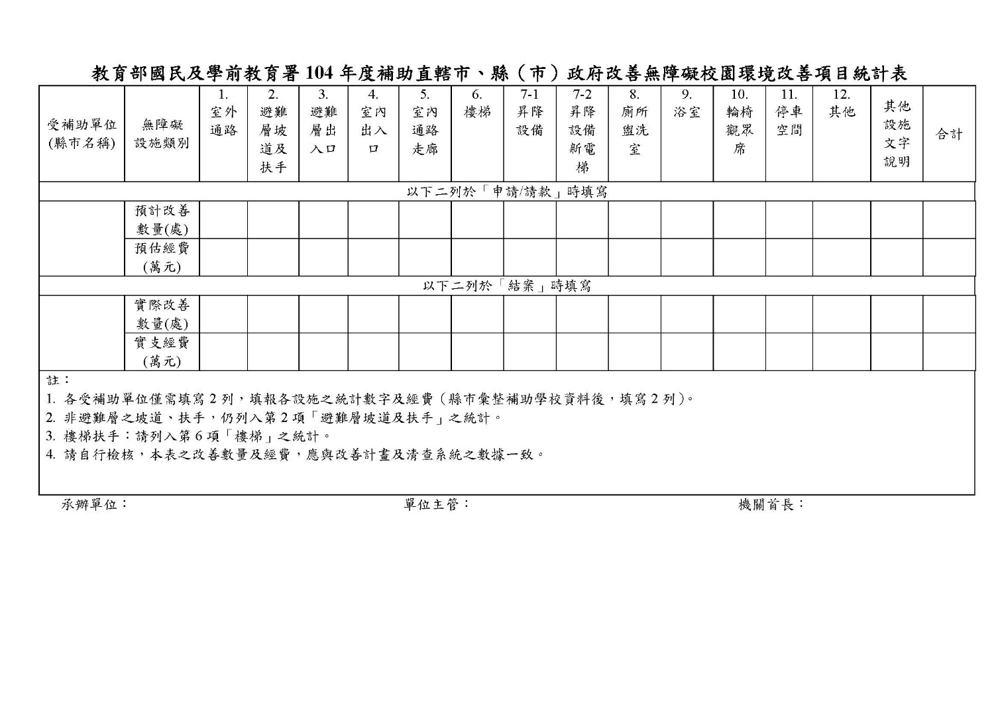 教育部國民及學前教育署 104 年度補助直轄市、縣（市）政府改善無障礙校園環境改善項目統計表
受補助單位
(縣市名稱)
無障礙
設施類別
1.
室外
通路
2.
避難
層坡
道及
扶手
3.
避難
層出
入口
4.
室內
出入
口
5.
室內
通路
走廊
6.
樓梯
7-1
昇降
設備
7-2
昇降
設備
新電
梯
8.
廁所
盥洗
室
9.
浴室
10.
輪椅
觀眾
席
11.
停車
空間
12.
其他
其他
設施
文字
說明
合計
以下二列於「申請/請款」時填寫
預計改善
數量(處)
預估經費
(萬元)
以下二列於「結案」時填寫
實際改善
數量(處)
實支經費
(萬元)
註：
1. 各受補助單位僅需填寫 2 列，填報各設施之統計數字及經費（縣市彙整補助學校資料後，填寫 2 列）。
2. 非避難層之坡道、扶手，仍列入第 2 項「避難層坡道及扶手」之統計。
3. 樓梯扶手：請列入第 6 項「樓梯」之統計。
4. 請自行檢核，本表之改善數量及經費，應與改善計畫及清查系統之數據一致。
承辦單位： 單位主管： 機關首長：